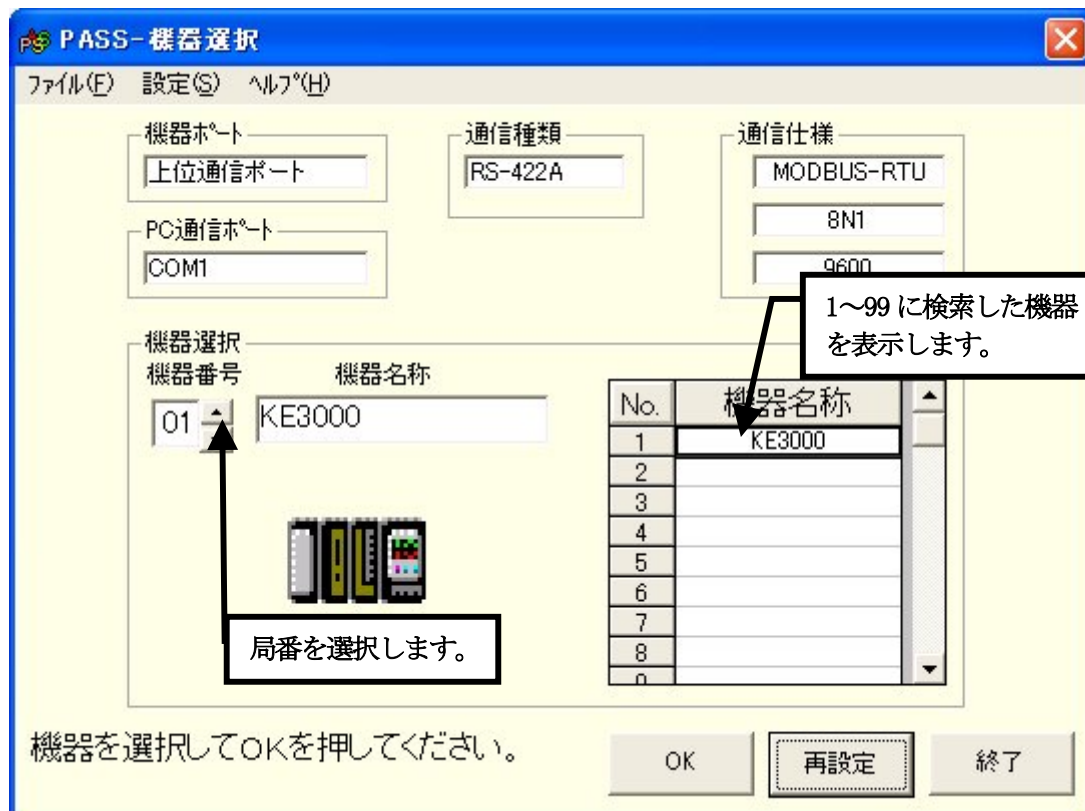 PASS-機器選択
ファイル(F) 設定(S) ヘルプ(H)
機器ポート
上位通信ポート
通信種類
RS-422A
通信仕様
MODBUS-RTU
8N1
9600
PC通信ポート
COM1
1～99に検索した機器
を表示します。
機器選択
機器番号 機器名称
01 KE3000
No. 機器名称
1 KE3000
2
3
4
5
6
7
8
9
局番を選択します。
機器を選択してOKを押してください。
OK 再設定 終了